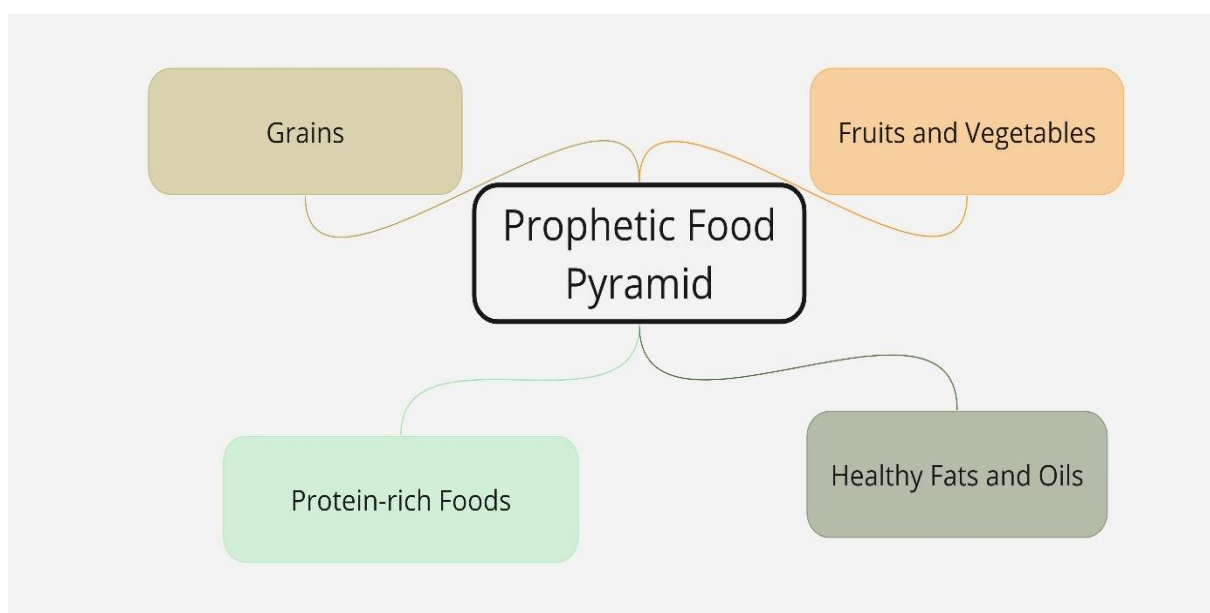 Grains
Fruits and Vegetables
Prophetic Food
Pyramid
Protein-rich Foods
Healthy Fats and Oils